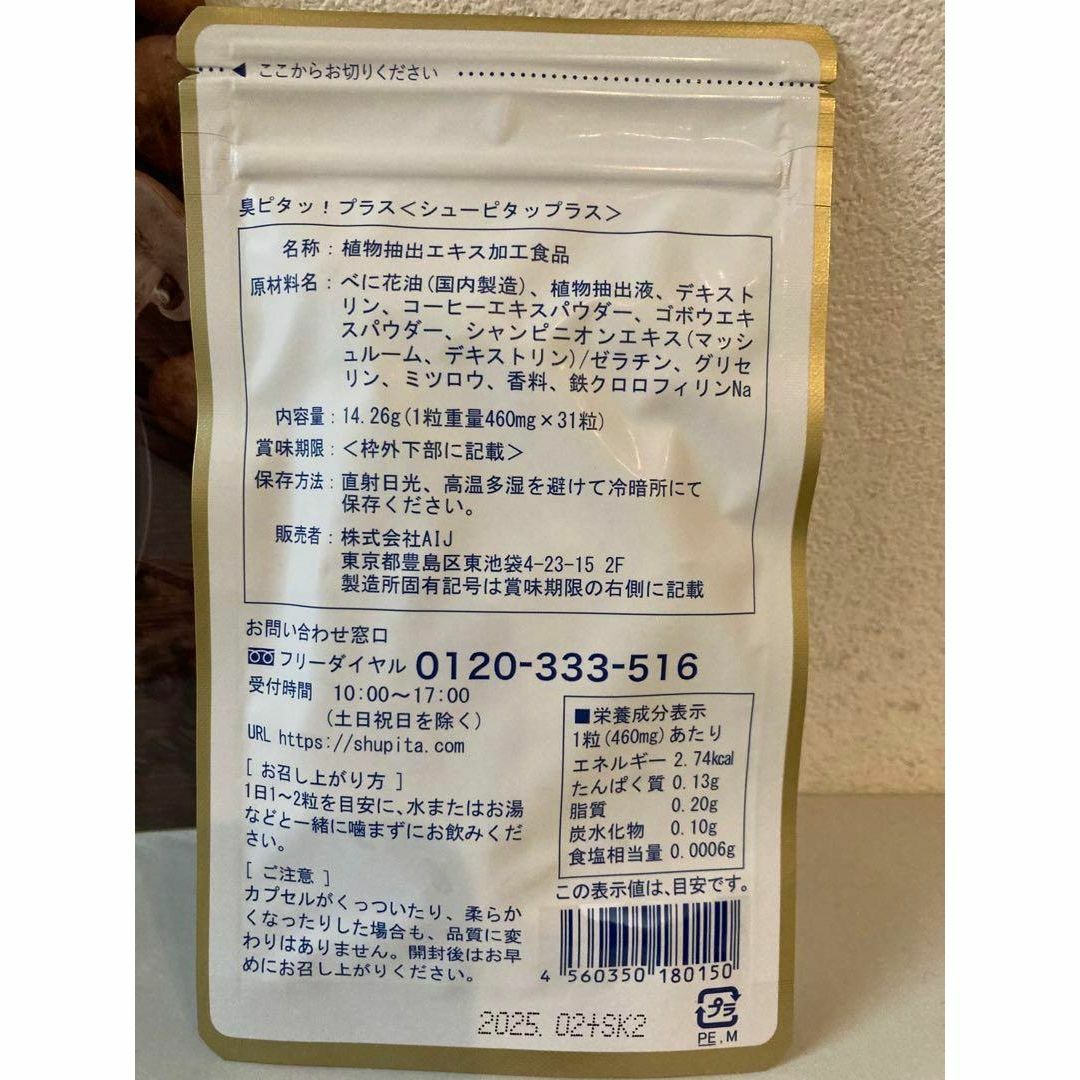 ◀ ここからお切りください
臭ピタッ!プラス<シューピタップラス>
名称:植物抽出エキス加工食品
原材料名:べに花油(国内製造)、植物抽出液、デキスト
リン、コーヒーエキスパウダー、ゴボウエキ
スパウダー、シャンピニオンエキス(マッシ
ュルーム、デキストリン)/ゼラチン、グリセ
リン、ミツロウ、香料、鉄クロロフィリンNa
内容量:14.26g(1粒重量460mg×31粒)
賞味期限:<枠外下部に記載>
保存方法:直射日光、高温多湿を避けて冷暗所にて
保存ください。
販売者:株式会社AIJ
東京都豊島区東池袋4-23-15 2F
製造所固有記号は賞味期限の右側に記載
お問い合わせ窓口
フリーダイヤル 0120-333-516
受付時間 10:00~17:00
(土日祝日を除く)
URL https://shupita.com
[ お召し上がり方 ]
1日1~2粒を目安に、水またはお湯
などと一緒に噛まずにお飲みくだ
さい。
[ ご注意 ]
カプセルがくっついたり、柔らか
くなったりした場合も、品質に変
わりはありません。開封後はお早
めにお召し上がりください。
■栄養成分表示
1粒(460mg)あたり
エネルギー 2.74kcal
たんぱく質 0.13g
脂質 0.20g
炭水化物 0.10g
食塩相当量 0.0006g
この表示値は、目安です。
4 560350 180150
プラ
PE,M
2025.02+SK2